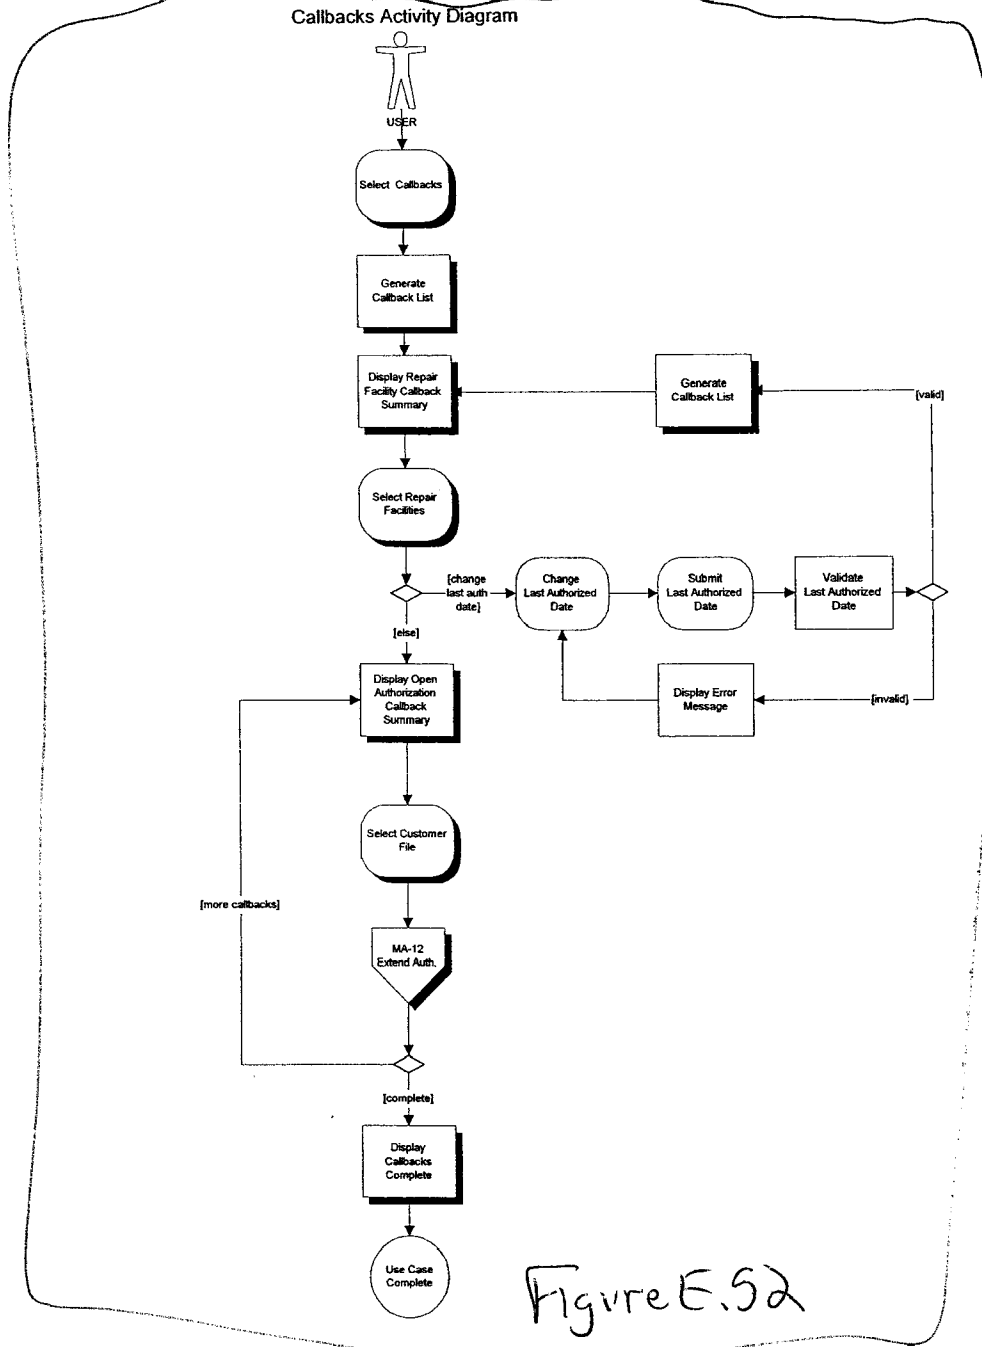 Callbacks Activity Diagram
USER
Select Callbacks
Generate
Callback List
Display Repair
Facility Callback
Summary
Generate
Callback List
[valid]
Select Repair
Facilities
[change
last auth
date]
Change
Last Authorized
Date
Submit
Last Authorized
Date
Validate
Last Authorized
Date
[else]
Display Open
Authorization
Callback
Summary
Display Error
Message
[invalid]
Select Customer
File
[more callbacks]
MA-12
Extend Auth.
[complete]
Display
Callbacks
Complete
Use Case
Complete
Figure E.52